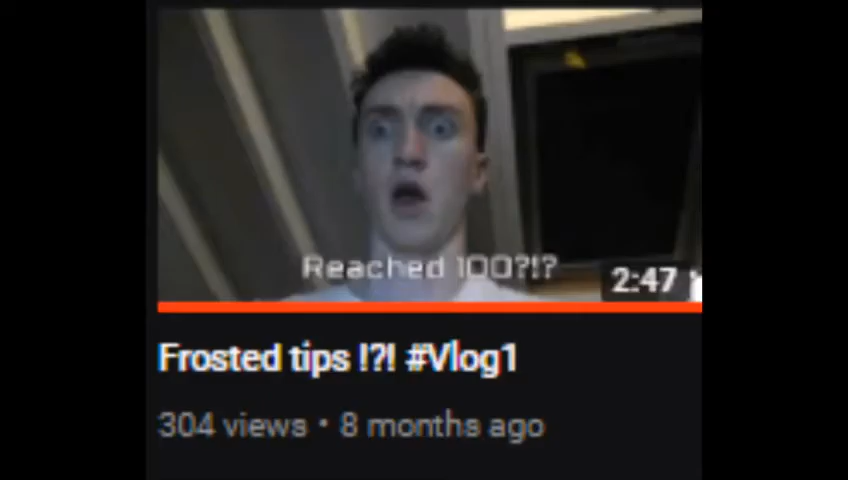 Reached 100?!?
2:47
Frosted tips !?! #Vlog1
304 views • 8 months ago